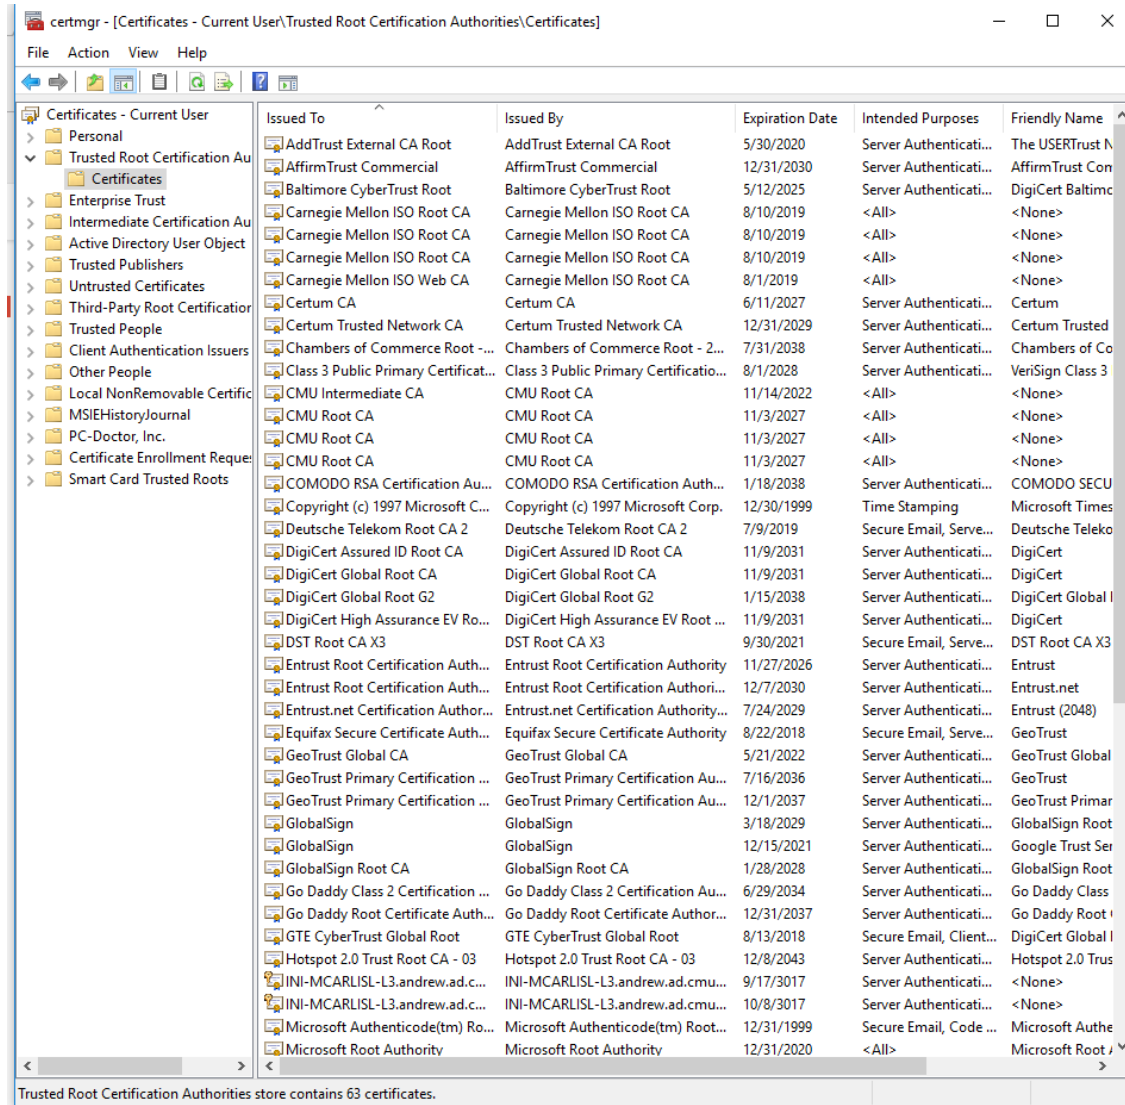 certmgr - [Certificates - Current User\Trusted Root Certification Authorities\Certificates]
File Action View Help
Certificates - Current User
Personal
Trusted Root Certification Au
Certificates
Enterprise Trust
Intermediate Certification Au
Active Directory User Object
Trusted Publishers
Untrusted Certificates
Third-Party Root Certification
Trusted People
Client Authentication Issuers
Other People
Local NonRemovable Certific
MSIEHistoryJournal
PC-Doctor, Inc.
Certificate Enrollment Reque
Smart Card Trusted Roots
Issued To Issued By Expiration Date Intended Purposes Friendly Name
AddTrust External CA Root AddTrust External CA Root 5/30/2020 Server Authenticati... The USERTrust N
AffirmTrust Commercial AffirmTrust Commercial 12/31/2030 Server Authenticati... AffirmTrust Com
Baltimore CyberTrust Root Baltimore CyberTrust Root 5/12/2025 Server Authenticati... DigiCert Baltimo
Carnegie Mellon ISO Root CA Carnegie Mellon ISO Root CA 8/10/2019 <All> <None>
Carnegie Mellon ISO Root CA Carnegie Mellon ISO Root CA 8/10/2019 <All> <None>
Carnegie Mellon ISO Root CA Carnegie Mellon ISO Root CA 8/10/2019 <All> <None>
Carnegie Mellon ISO Web CA Carnegie Mellon ISO Root CA 8/1/2019 <All> <None>
Certum CA Certum CA 6/11/2027 Server Authenticati... Certum
Certum Trusted Network CA Certum Trusted Network CA 12/31/2029 Server Authenticati... Certum Trusted
Chambers of Commerce Root -... Chambers of Commerce Root - 2... 7/31/2038 Server Authenticati... Chambers of Co
Class 3 Public Primary Certificat... Class 3 Public Primary Certificatio... 8/1/2028 Server Authenticati... VeriSign Class 3
CMU Intermediate CA CMU Root CA 11/14/2022 <All> <None>
CMU Root CA CMU Root CA 11/3/2027 <All> <None>
CMU Root CA CMU Root CA 11/3/2027 <All> <None>
CMU Root CA CMU Root CA 11/3/2027 <All> <None>
COMODO RSA Certification Au... COMODO RSA Certification Auth... 1/18/2038 Server Authenticati... COMODO SECU
Copyright (c) 1997 Microsoft C... Copyright (c) 1997 Microsoft Corp. 12/30/1999 Time Stamping Microsoft Times
Deutsche Telekom Root CA 2 Deutsche Telekom Root CA 2 7/9/2019 Secure Email, Serve... Deutsche Teleko
DigiCert Assured ID Root CA DigiCert Assured ID Root CA 11/9/2031 Server Authenticati... DigiCert
DigiCert Global Root CA DigiCert Global Root CA 11/9/2031 Server Authenticati... DigiCert
DigiCert Global Root G2 DigiCert Global Root G2 1/15/2038 Server Authenticati... DigiCert Global
DigiCert High Assurance EV Ro... DigiCert High Assurance EV Root ... 11/9/2031 Server Authenticati... DigiCert
DST Root CA X3 DST Root CA X3 9/30/2021 Secure Email, Serve... DST Root CA X3
Entrust Root Certification Auth... Entrust Root Certification Authority 11/27/2026 Server Authenticati... Entrust
Entrust Root Certification Auth... Entrust Root Certification Authori... 12/7/2030 Server Authenticati... Entrust.net
Entrust.net Certification Author... Entrust.net Certification Authority... 7/24/2029 Server Authenticati... Entrust (2048)
Equifax Secure Certificate Auth... Equifax Secure Certificate Authority 8/22/2018 Secure Email, Serve... GeoTrust
GeoTrust Global CA GeoTrust Global CA 5/21/2022 Server Authenticati... GeoTrust Global
GeoTrust Primary Certification ... GeoTrust Primary Certification Au... 7/16/2036 Server Authenticati... GeoTrust
GeoTrust Primary Certification ... GeoTrust Primary Certification Au... 12/1/2037 Server Authenticati... GeoTrust Primar
GlobalSign GlobalSign 3/18/2029 Server Authenticati... GlobalSign Root
GlobalSign GlobalSign 12/15/2021 Server Authenticati... Google Trust Ser
GlobalSign Root CA GlobalSign Root CA 1/28/2028 Server Authenticati... GlobalSign Root
Go Daddy Class 2 Certification ... Go Daddy Class 2 Certification Au... 6/29/2034 Server Authenticati... Go Daddy Class
Go Daddy Root Certificate Auth... Go Daddy Root Certificate Author... 12/31/2037 Server Authenticati... Go Daddy Root
GTE CyberTrust Global Root GTE CyberTrust Global Root 8/13/2018 Secure Email, Client... DigiCert Global
Hotspot 2.0 Trust Root CA - 03 Hotspot 2.0 Trust Root CA - 03 12/8/2043 Server Authenticati... Hotspot 2.0 Trus
INI-MCARLISL-L3.andrew.ad.c... INI-MCARLISL-L3.andrew.ad.cmu... 9/17/3017 Server Authenticati... <None>
INI-MCARLISL-L3.andrew.ad.c... INI-MCARLISL-L3.andrew.ad.cmu... 10/8/3017 Server Authenticati... <None>
Microsoft Authenticode(tm) Ro... Microsoft Authenticode(tm) Root... 12/31/1999 Secure Email, Code ... Microsoft Authe
Microsoft Root Authority Microsoft Root Authority 12/31/2020 <All> Microsoft Root
Trusted Root Certification Authorities store contains 63 certificates.